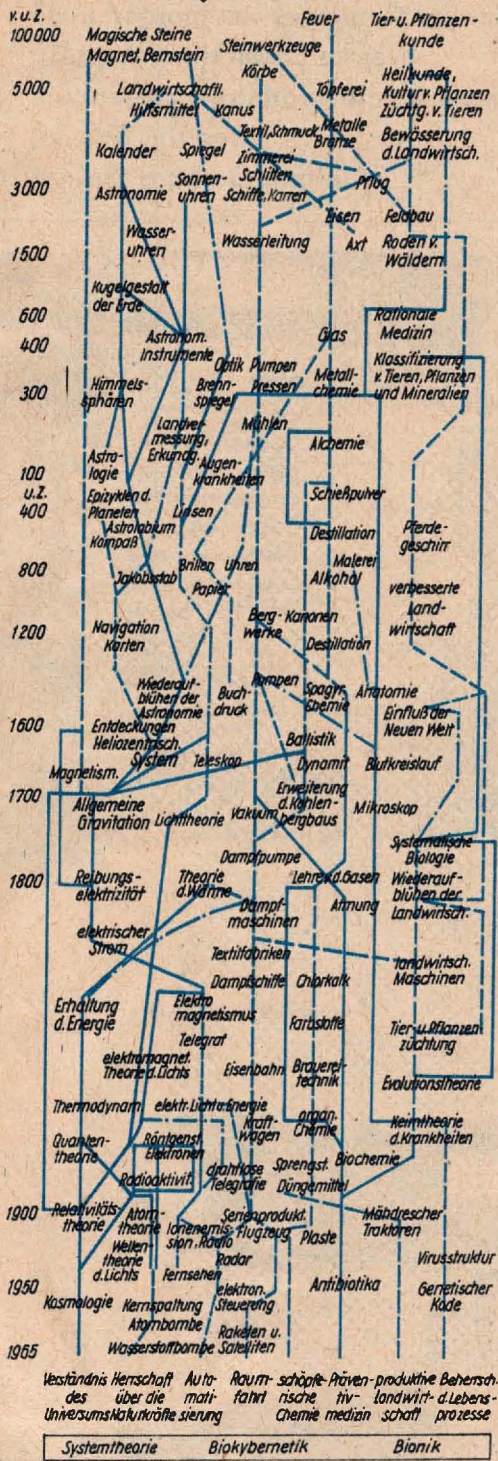 v.u.Z.
100 000
Magische Steine
Magnet, Bernstein
Steinwerkzeuge
Feuer
Tier- u. Pflanzen-
kunde
Körbe
5 000
Landwirtschaftl.
Hilfsmittel
Kanus
Töpferei
Heilkunde,
Kultur v. Pflanzen
Züchtg. v. Tieren
Textil, Schmuck
Metalle
Bronze
Bewässerung
d. Landwirtsch.
Kalender
Spiegel
Zimmerei
Schlitten
Pflug
3000
Astronomie
Sonnen-
uhren
Schiffe, Karren
Eisen
Feldbau
Wasser-
uhren
Wasserleitung
Axt
Roden v.
Wäldern
1500
Kugelgestalt
der Erde
600
Rationale
Medizin
400
Astronom.
Instrumente
Glas
Optik
Pumpen
Klassifizierung
v. Tieren, Pflanzen
und Mineralien
300
Himmels-
sphären
Brenn-
spiegel
Pressen
Metall-
chemie
Landver-
messung,
Erkundg.
Mühlen
Alchemie
100
Astro-
logie
Augen-
krankheiten
u.Z.
400
Epizyklen d.
Planeten
Linsen
Schießpulver
Astrolabium
Kompaß
Destillation
Pferde-
geschirr
800
Jakobsstab
Brillen
Uhren
Malerei
Alkohol
Papier
verbesserte
Land-
wirtschaft
1200
Navigation
Karten
Berg-
werke
Kanonen
Destillation
Wiederauf-
blühen der
Astronomie
Buch-
druck
Pumpen
Spagyr.
Chemie
Anatomie
Einfluß der
Neuen Welt
1600
Entdeckungen
Heliozentrisch.
System
Ballistik
Magnetism.
Teleskop
Dynamit
Blutkreislauf
1700
Allgemeine
Gravitation
Lichttheorie
Vakuum
Erweiterung
d. Kohlen-
bergbaus
Mikroskop
Dampfpumpe
Systematische
Biologie
1800
Reibungs-
elektrizität
Theorie
d. Wärme
Lehre v.d. Gasen
Wiederauf-
blühen der
Landwirtsch.
Dampf-
maschinen
Atmung
elektrischer
Strom
Textilfabriken
landwirtsch.
Maschinen
Dampfschiffe
Chlorkalk
Erhaltung
d. Energie
Elektro
magnetismus
Farbstoffe
Tier- u. Pflanzen
züchtung
Telegraf
elektromagnet.
Theorie d. Lichts
Eisenbahn
Brauerei-
technik
Evolutionstheorie
Thermodynam
elektr. Licht u. Energie
Kraft-
wagen
organ.
Chemie
Keimtheorie
d. Krankheiten
Quanten-
theorie
Röntgenst.
Elektronen
Radioaktivit.
drahtlose
Telegrafie
Sprengst.
Düngemittel
Biochemie
1900
Relativitäts-
theorie
Atom-
theorie
Ionenemis-
sion, Radio
Serienprodukt.
Flugzeug
Plaste
Mähdrescher
Traktoren
Wellen-
theorie
d. Lichts
Fernsehen
Radar
Virusstruktur
1950
Kosmologie
Kernspaltung
Atombombe
elektron.
Steuerung
Antibiotika
Genetischer
Kode
1965
Wasserstoffbombe
Raketen u.
Satelliten
Verständnis Herrschaft Auto- Raum- schöpfe- Präven- produktive Beherrsch.
des über die mati- fahrt rische tiv- landwirt- d. Lebens-
Universums Naturkräfte sierung Chemie medizin schaft prozesse
Systemtheorie Biokybernetik Bionik